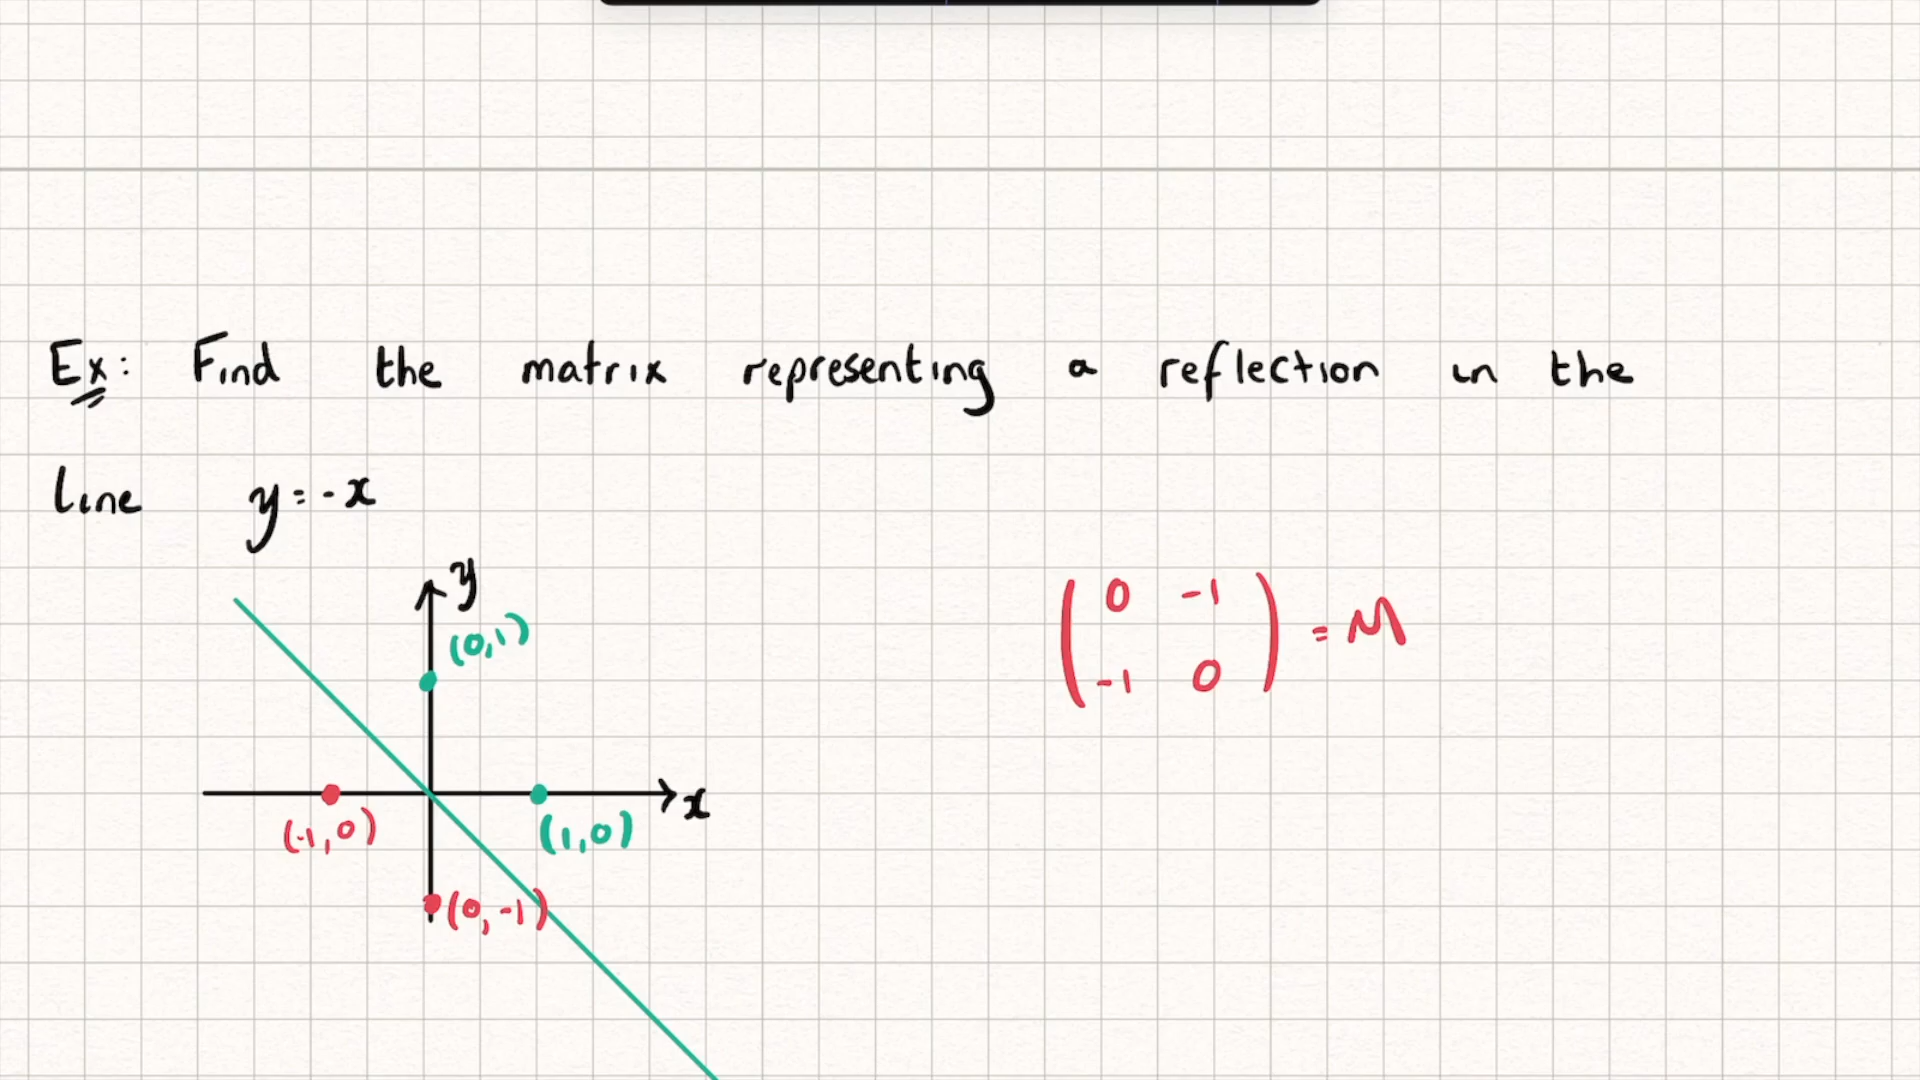 Ex: Find the matrix representing a reflection in the
line y=-x
y
(0,1)
0 -1
-1 0
= M
x
(-1,0)
(1,0)
(0,-1)